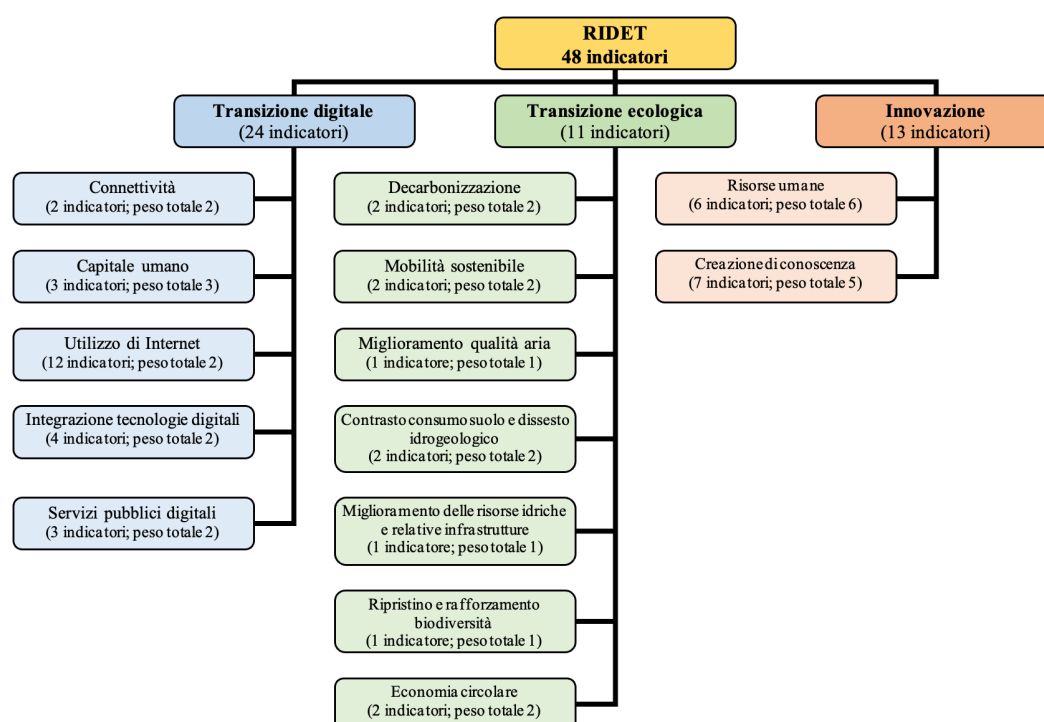 RIDET
48 indicatori
Transizione digitale
(24 indicatori)
Transizione ecologica
(11 indicatori)
Innovazione
(13 indicatori)
Connettività
(2 indicatori; peso totale 2)
Capitale umano
(3 indicatori; peso totale 3)
Utilizzo di Internet
(12 indicatori; peso totale 2)
Integrazione tecnologie digitali
(4 indicatori; peso totale 2)
Servizi pubblici digitali
(3 indicatori; peso totale 2)
Decarbonizzazione
(2 indicatori; peso totale 2)
Mobilità sostenibile
(2 indicatori; peso totale 2)
Miglioramento qualità aria
(1 indicatore; peso totale 1)
Contrasto consumo suolo e dissesto
idrogeologico
(2 indicatori; peso totale 2)
Miglioramento delle risorse idriche
e relative infrastrutture
(1 indicatore; peso totale 1)
Ripristino e rafforzamento
biodiversità
(1 indicatore; peso totale 1)
Economia circolare
(2 indicatori; peso totale 2)
Risorse umane
(6 indicatori; peso totale 6)
Creazione di conoscenza
(7 indicatori; peso totale 5)